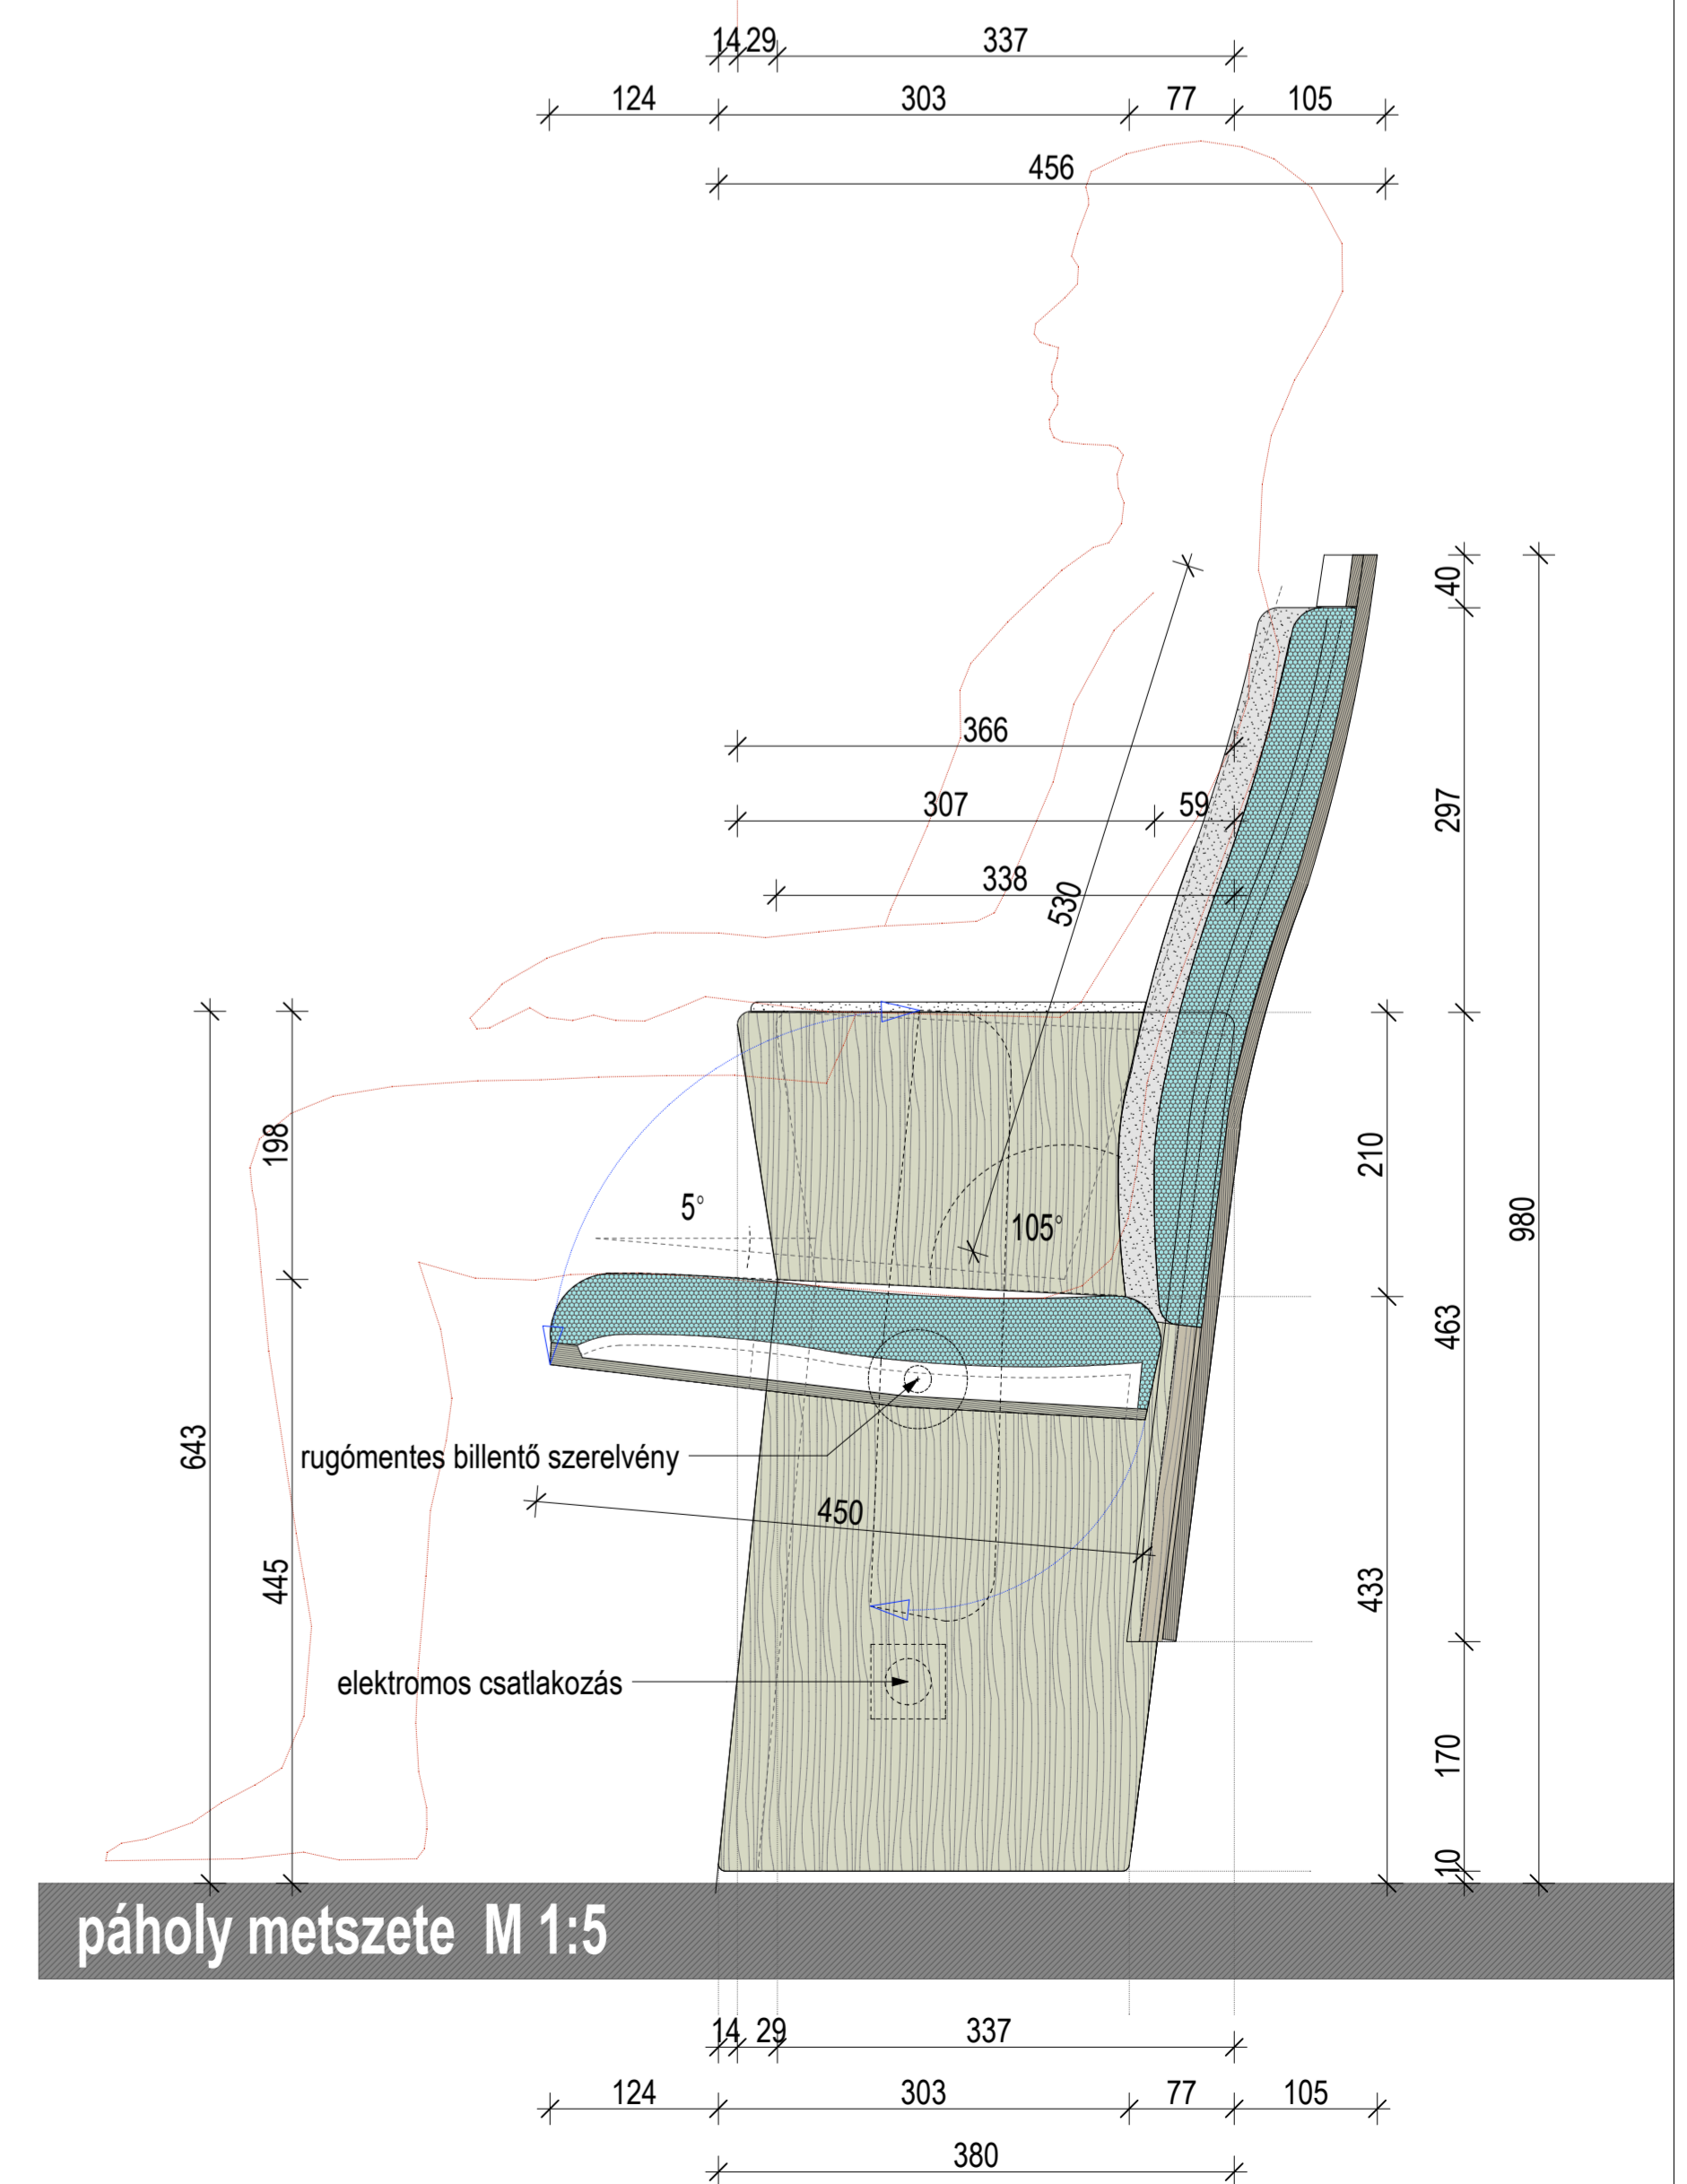 14 29 337
124 303 77 105
456
40
366
297
307 59
338
530
198
210
5°
105°
980
463
643
rugómentes billentő szerelvény
450
445
433
elektromos csatlakozás
170
10
páholy metszete M 1:5
14 29 337
124 303 77 105
380